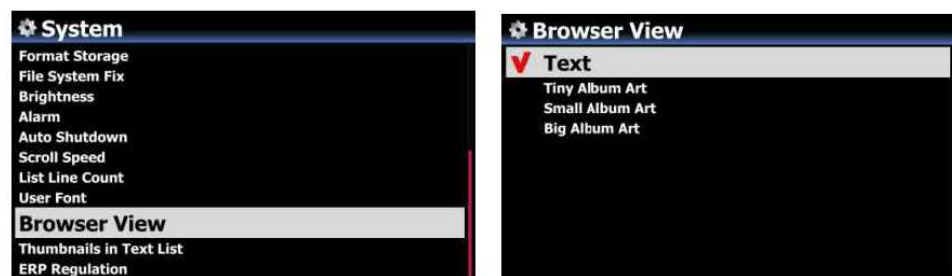 System
Format Storage
File System Fix
Brightness
Alarm
Auto Shutdown
Scroll Speed
List Line Count
User Font
Browser View
Thumbnails in Text List
ERP Regulation
Browser View
Text
Tiny Album Art
Small Album Art
Big Album Art